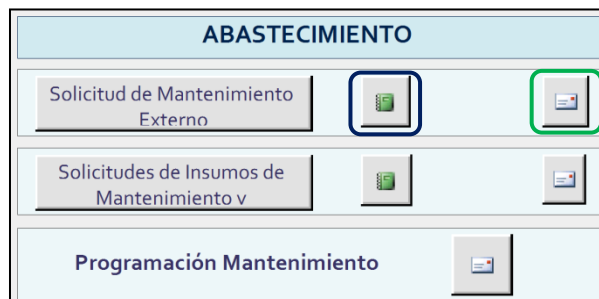 ABASTECIMIENTO
Solicitud de Mantenimiento
Externo
Solicitudes de Insumos de
Mantenimiento v
Programación Mantenimiento